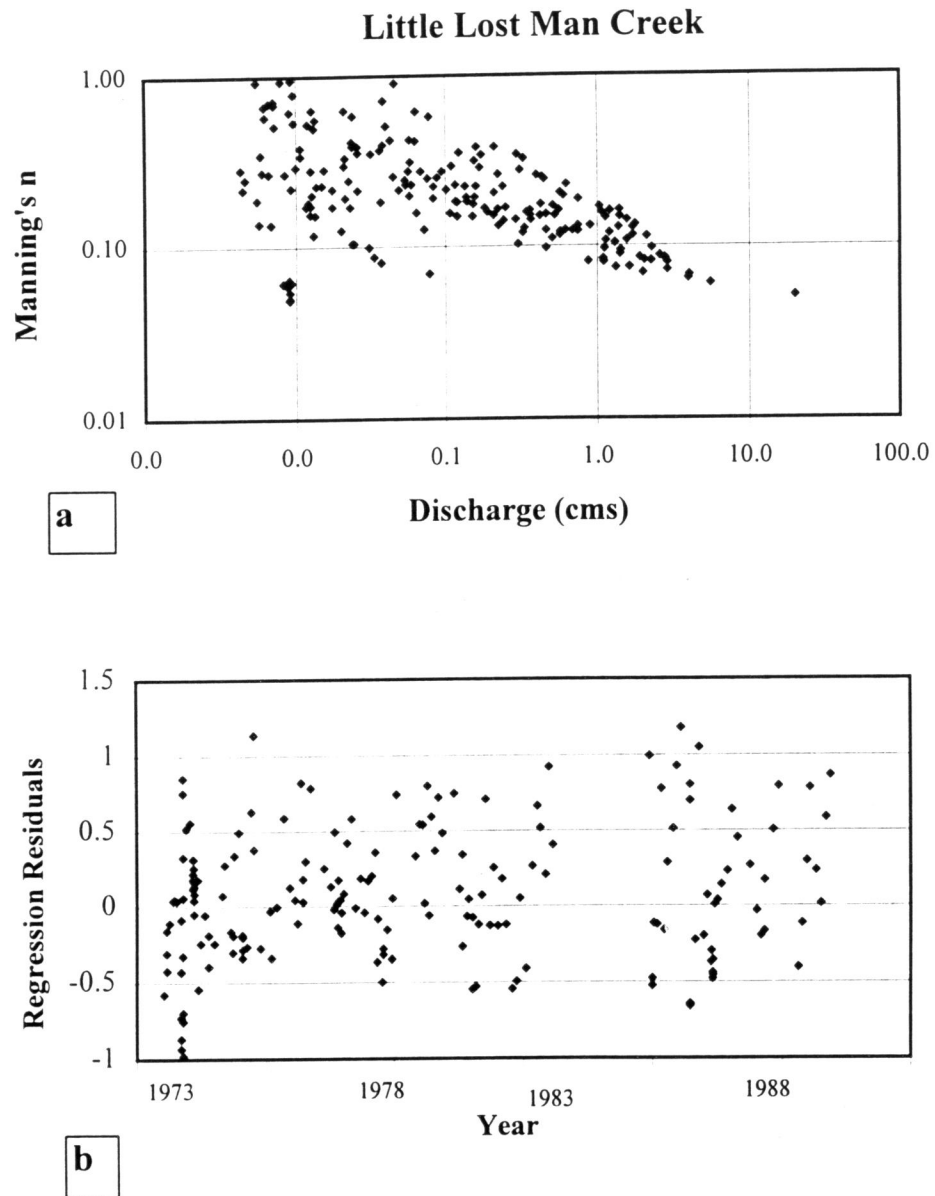 Little Lost Man Creek
1.00
0.10
0.01
Manning's n
0.0 0.0 0.1 1.0 10.0 100.0
Discharge (cms)
a
1.5
1
0.5
0
-0.5
-1
Regression Residuals
1973 1978 1983 1988
Year
b